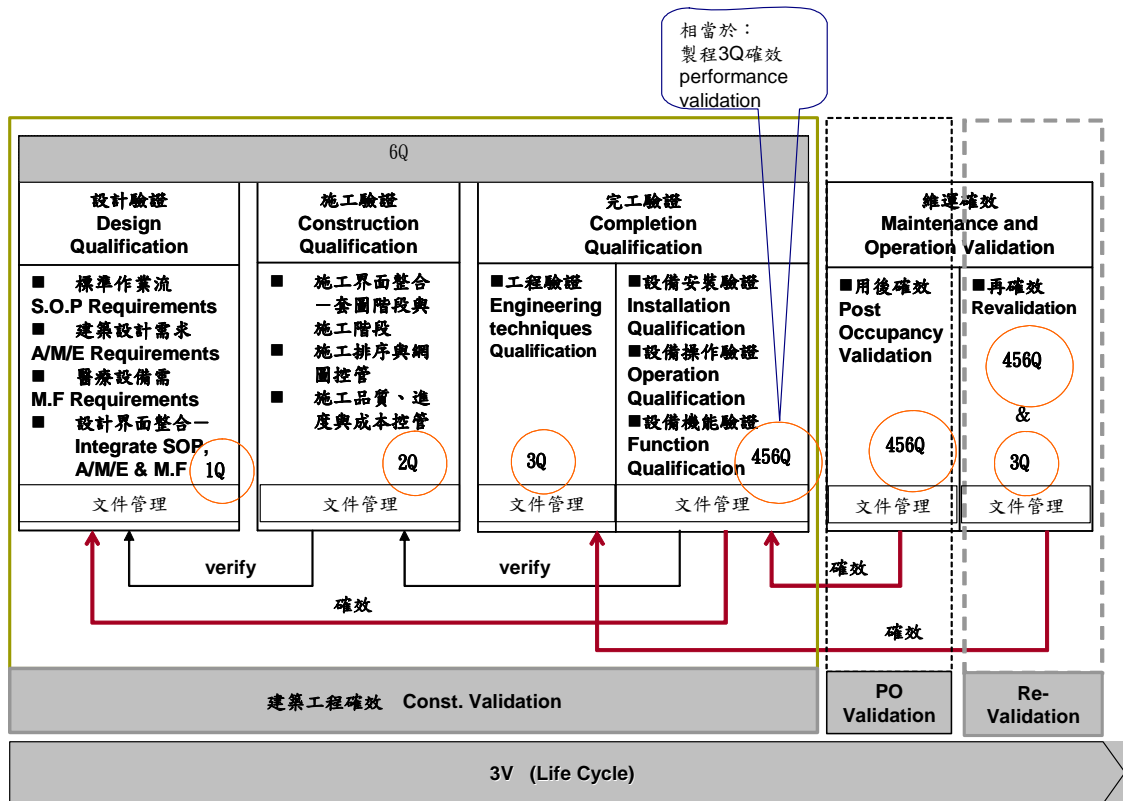 相當於：
製程3Q確效
performance
validation
6Q
設計驗證
Design
Qualification
■ 標準作業流
S.O.P Requirements
■ 建築設計需求
A/M/E Requirements
■ 醫療設備需
M.F Requirements
■ 設計界面整合－
Integrate SOP,
A/M/E & M.F
1Q
文件管理
施工驗證
Construction
Qualification
■ 施工界面整合
－套圖階段與
施工階段
■ 施工排序與網
圖控管
■ 施工品質、進
度與成本控管
2Q
文件管理
完工驗證
Completion
Qualification
■工程驗證
Engineering
techniques
Qualification
3Q
文件管理
■設備安裝驗證
Installation
Qualification
■設備操作驗證
Operation
Qualification
■設備機能驗證
Function
Qualification
456Q
文件管理
維運確效
Maintenance and
Operation Validation
■用後確效
Post
Occupancy
Validation
456Q
文件管理
■再確效
Revalidation
456Q
&
3Q
文件管理
verify
verify
確效
確效
確效
建築工程確效 Const. Validation
PO
Validation
Re-
Validation
3V (Life Cycle)